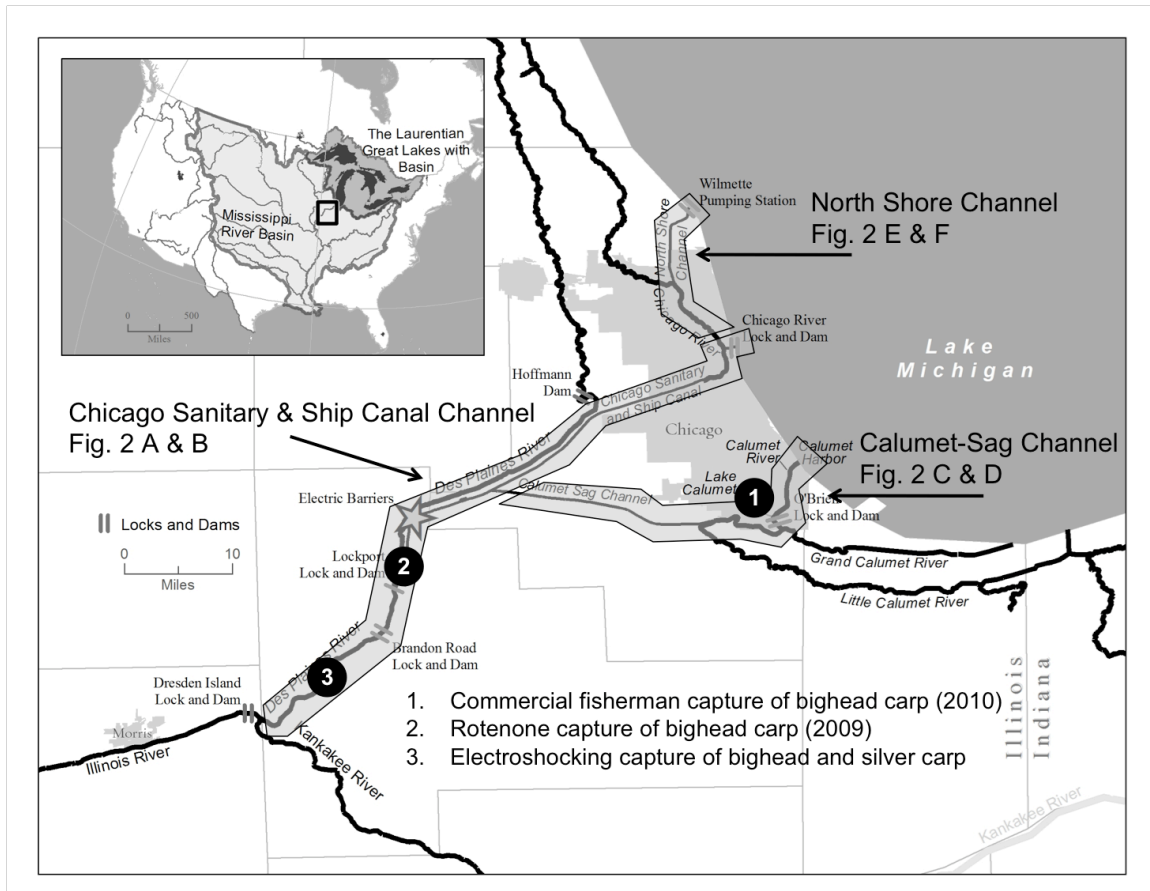 The Laurentian
Great Lakes with
Basin
Mississippi
River Basin
0 500
Miles
Wilmette
Pumping Station
North Shore Channel
Fig. 2 E & F
North Shore
Channel
Chicago River
Chicago River
Lock and Dam
Lake
Michigan
Hoffmann
Dam
Chicago Sanitary
and Ship Canal
Chicago Sanitary & Ship Canal Channel
Fig. 2 A & B
Chicago
Calumet
River
Calumet
Harbor
Calumet-Sag Channel
Fig. 2 C & D
Des Plaines River
Lake
Calumet
1
Calumet Sag Channel
O'Brien
Lock and Dam
Electric Barriers
Locks and Dams
0 10
Miles
Lockport
Lock and Dam
2
Grand Calumet River
Little Calumet River
Brandon Road
Lock and Dam
Des Plaines River
3
Dresden Island
Lock and Dam
Morris
Illinois River
Kankakee River
1. Commercial fisherman capture of bighead carp (2010)
2. Rotenone capture of bighead carp (2009)
3. Electroshocking capture of bighead and silver carp
Illinois
Indiana
Kankakee River